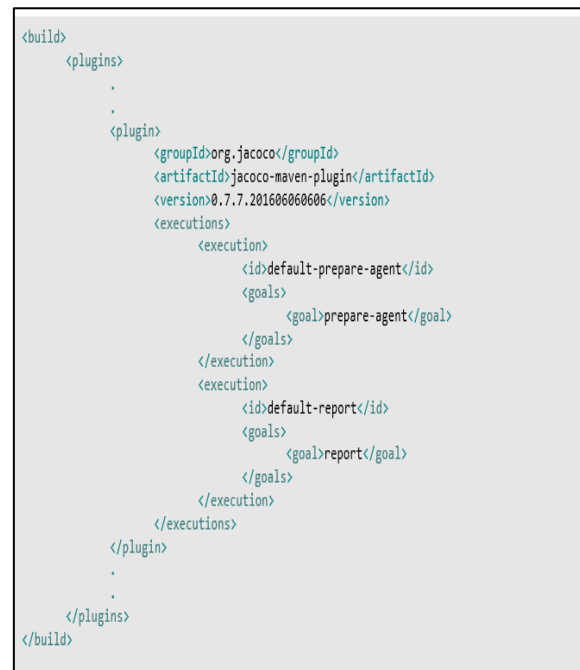 <build>
<plugins>
.
.
<plugin>
<groupId>org.jacoco</groupId>
<artifactId>jacoco-maven-plugin</artifactId>
<version>0.7.7.201606060606</version>
<executions>
<execution>
<id>default-prepare-agent</id>
<goals>
<goal>prepare-agent</goal>
</goals>
</execution>
<execution>
<id>default-report</id>
<goals>
<goal>report</goal>
</goals>
</execution>
</executions>
</plugin>
.
.
</plugins>
</build>